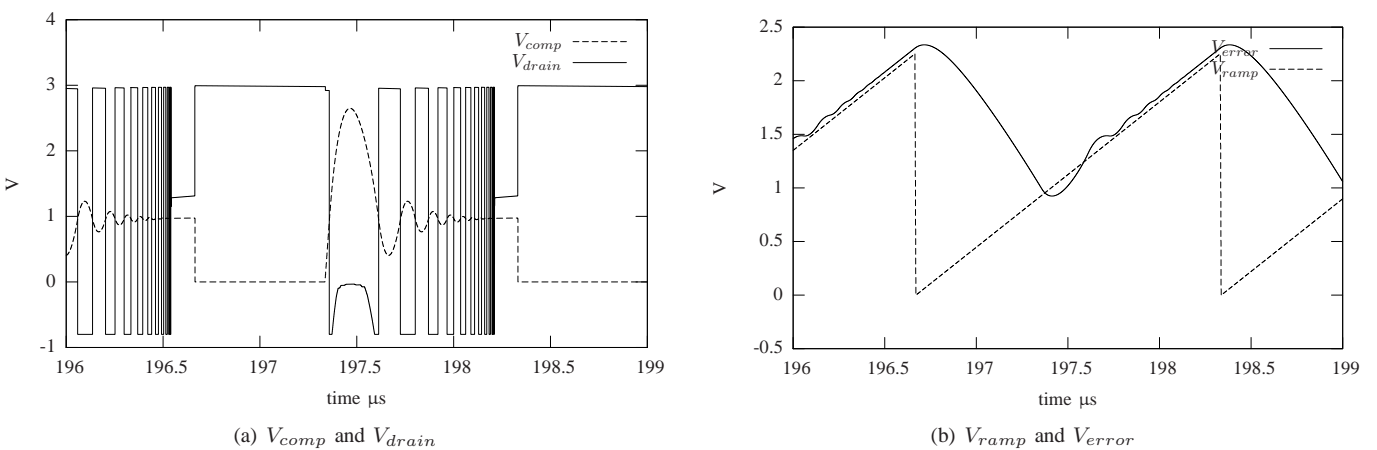 4
3
2
1
0
-1
V
V_comp
V_drain
196 196.5 197 197.5 198 198.5 199
time µs
(a) V_comp and V_drain
2.5
2
1.5
1
0.5
0
-0.5
V
V_error
V_ramp
196 196.5 197 197.5 198 198.5 199
time µs
(b) V_ramp and V_error